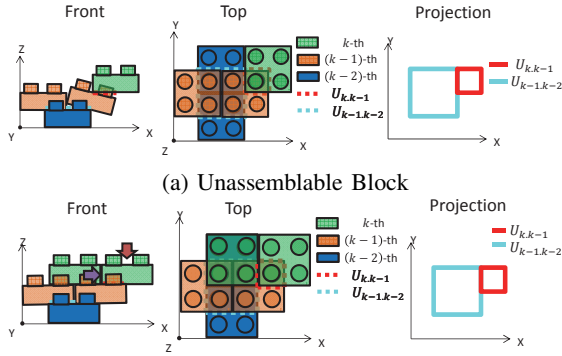 Front
Top
Projection
Z
Y
X
Y
Z
X
k-th
(k − 1)-th
(k − 2)-th
U_{k.k−1}
U_{k−1.k−2}
Y
X
U_{k.k−1}
U_{k−1.k−2}
(a) Unassemblable Block
Front
Top
Projection
Z
Y
X
Y
Z
X
k-th
(k − 1)-th
(k − 2)-th
U_{k.k−1}
U_{k−1.k−2}
Y
X
U_{k.k−1}
U_{k−1.k−2}